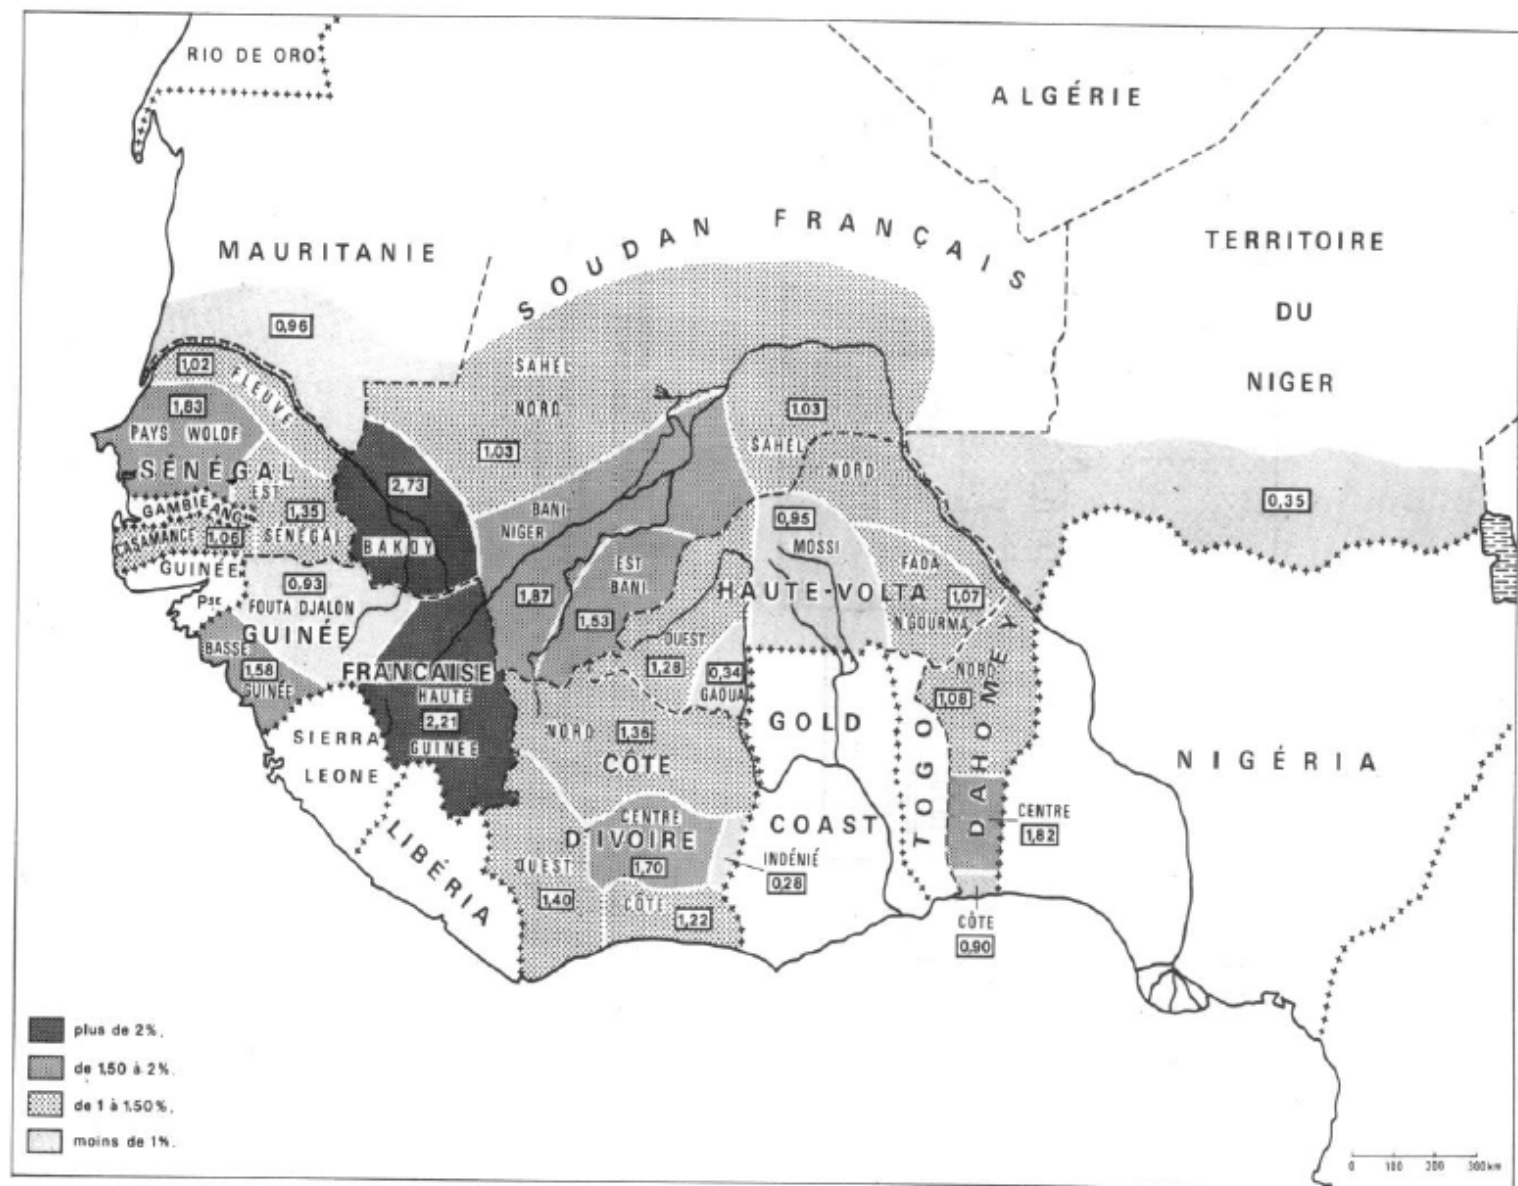 RIO DE ORO
ALGÉRIE
MAURITANIE
SOUDAN FRANÇAIS
TERRITOIRE
DU
NIGER
0,96
1,02
FLEUVE
1,83
PAYS WOLOF
SÉNÉGAL
EST
SÉNÉGAL
1,35
GAMBIE ANG
CASAMANCE
1,06
GUINÉE
PSE
SAHEL
NORD
1.03
1.03
SAHEL
NORD
0,35
2,73
BAKOY
BANI
NIGER
1,87
EST
BANI
1,53
0,95
MOSSI
HAUTE-VOLTA
FADA
1,07
N'GOURMA
OUEST
1,28
0,34
GAOUA
0,93
FOUTA DJALON
GUINÉE
FRANCAISE
BASSE
1,58
GUINÉE
HAUTE
2,21
GUINÉE
SIERRA
LEONE
LIBÉRIA
NORD
1,36
CÔTE
D'IVOIRE
CENTRE
1,70
OUEST
1,40
CÔTE
1,22
INDÉNIÉ
0,28
GOLD
COAST
TOGO
DAHOMEY
NORD
1,08
CENTRE
1,82
CÔTE
0,90
NIGÉRIA
plus de 2%.
de 1,50 à 2%.
de 1 à 1.50%.
moins de 1%.
0 100 200 300km